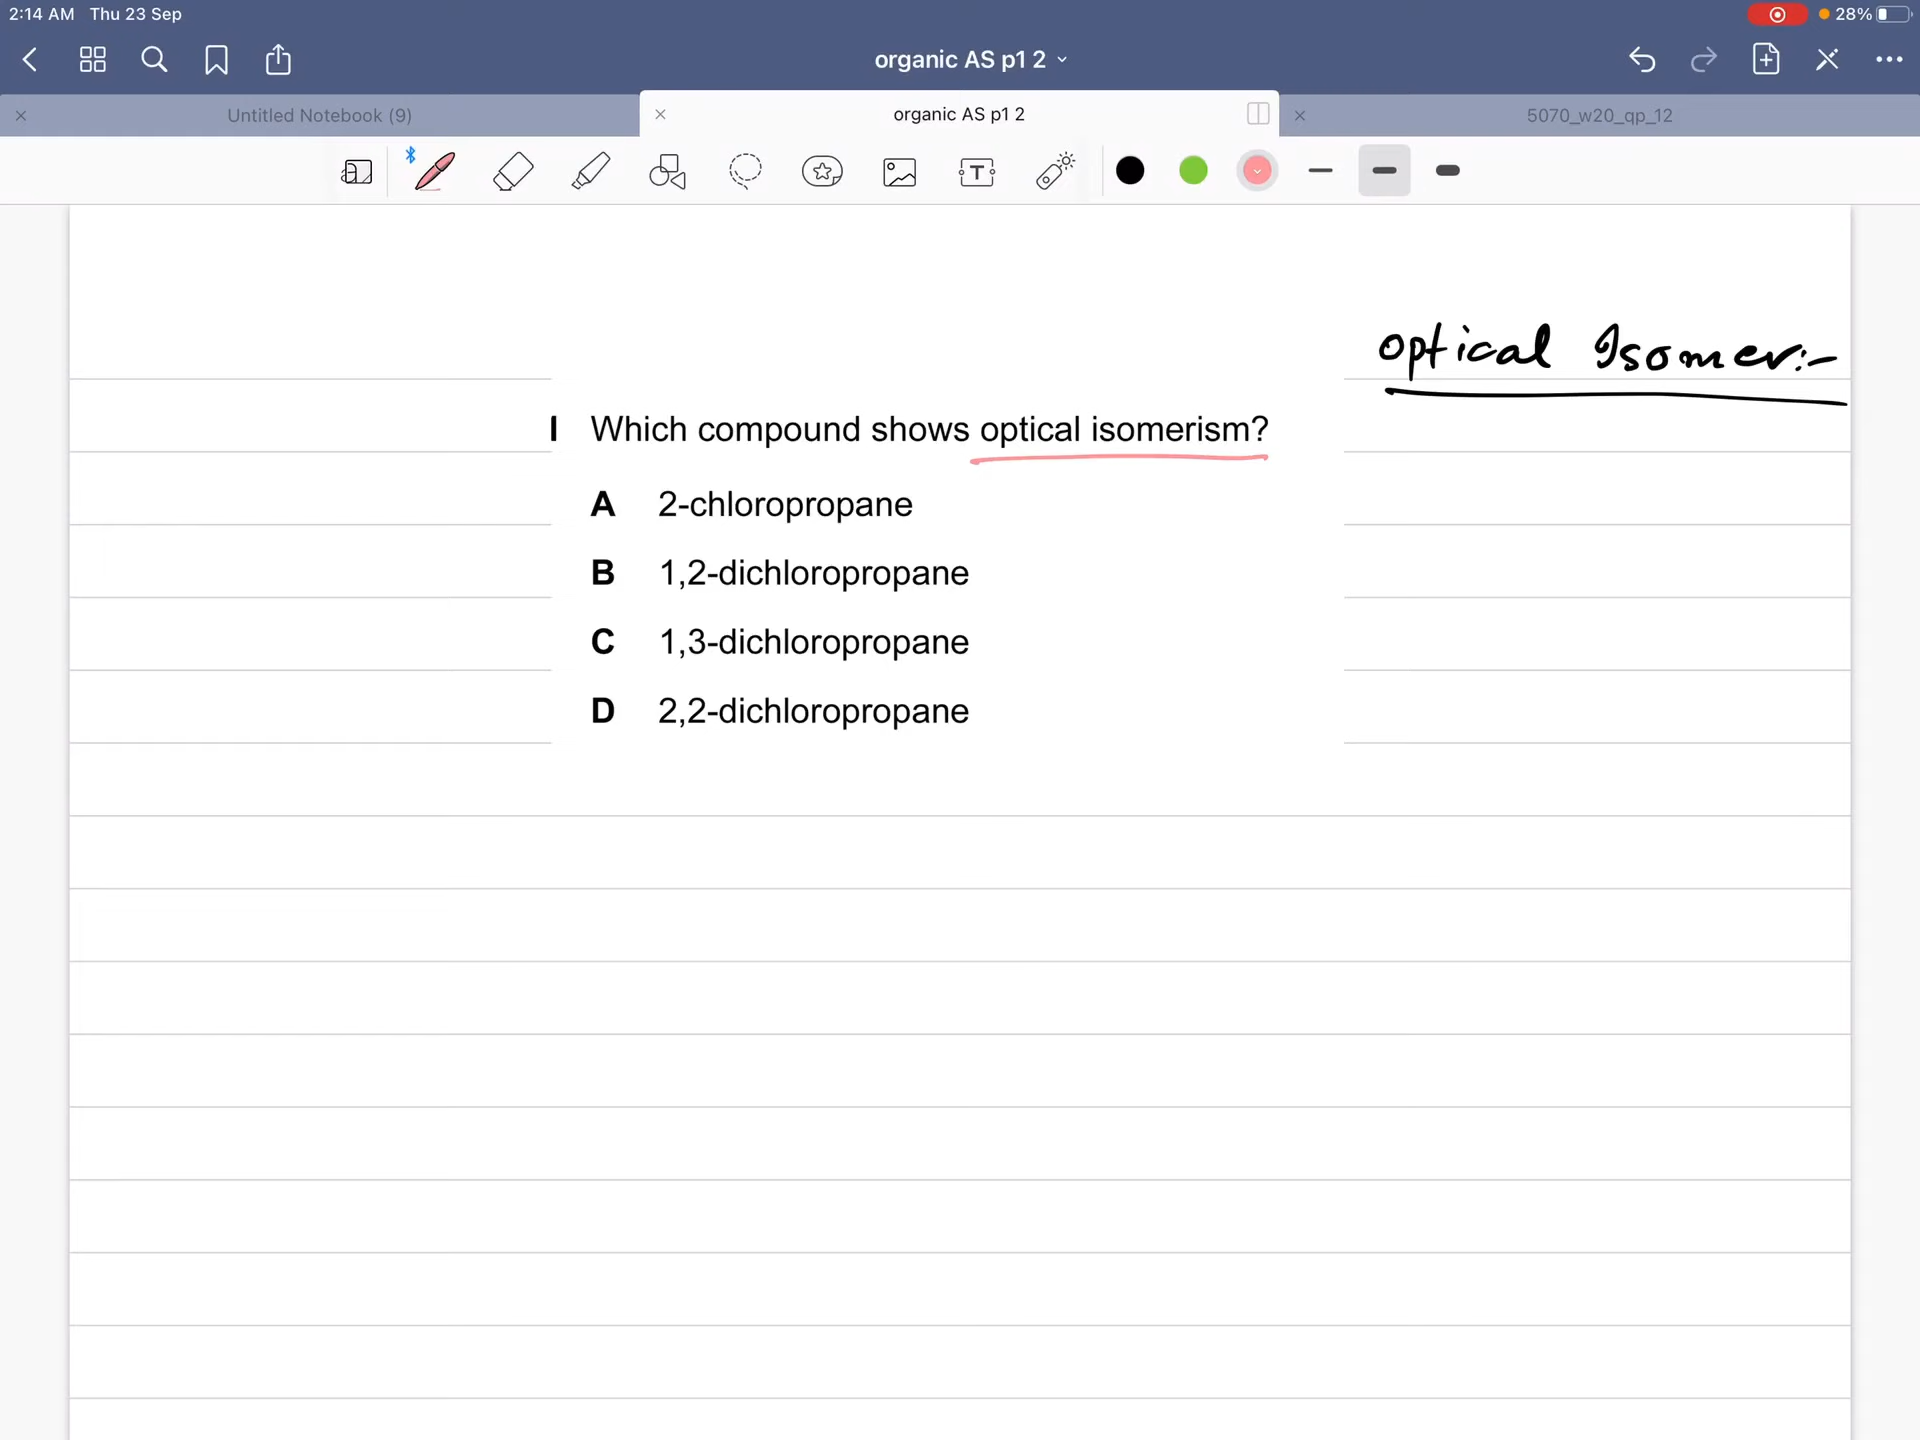 2:14 AM Thu 23 Sep
28%
organic AS p1 2
Untitled Notebook (9)
organic AS p1 2
5070_w20_qp_12
optical Isomer:-
I Which compound shows optical isomerism?
A 2-chloropropane
B 1,2-dichloropropane
C 1,3-dichloropropane
D 2,2-dichloropropane